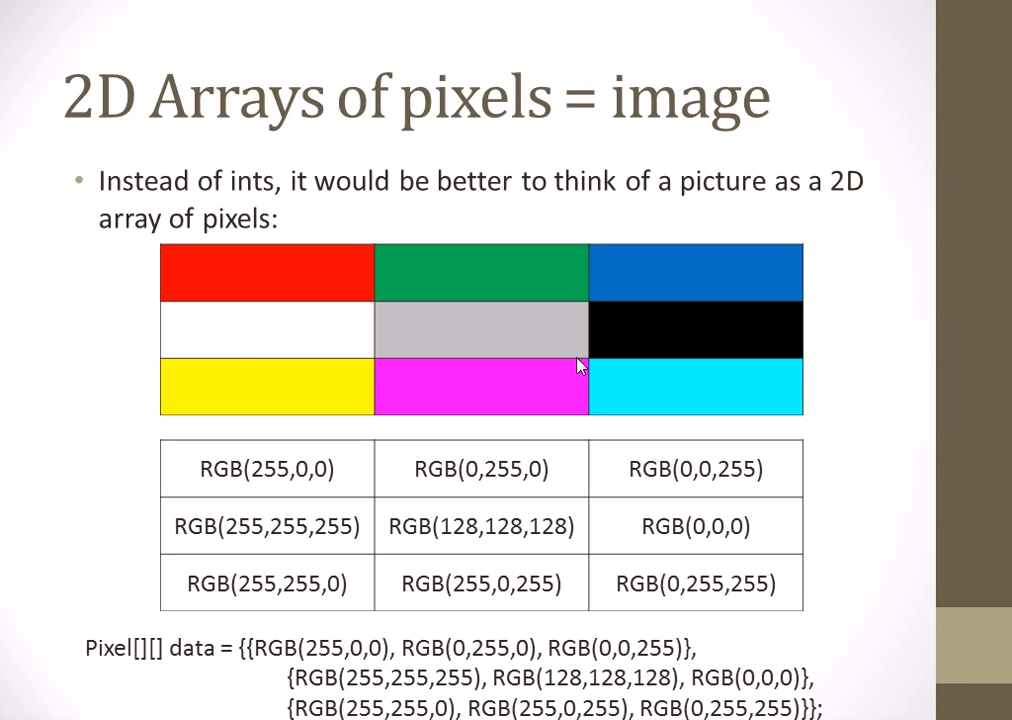 2D Arrays of pixels = image
• Instead of ints, it would be better to think of a picture as a 2D
array of pixels:
RGB(255,0,0) RGB(0,255,0) RGB(0,0,255)
RGB(255,255,255) RGB(128,128,128) RGB(0,0,0)
RGB(255,255,0) RGB(255,0,255) RGB(0,255,255)
Pixel[][] data = {{RGB(255,0,0), RGB(0,255,0), RGB(0,0,255)},
{RGB(255,255,255), RGB(128,128,128), RGB(0,0,0)},
{RGB(255,255,0), RGB(255,0,255), RGB(0,255,255)}};